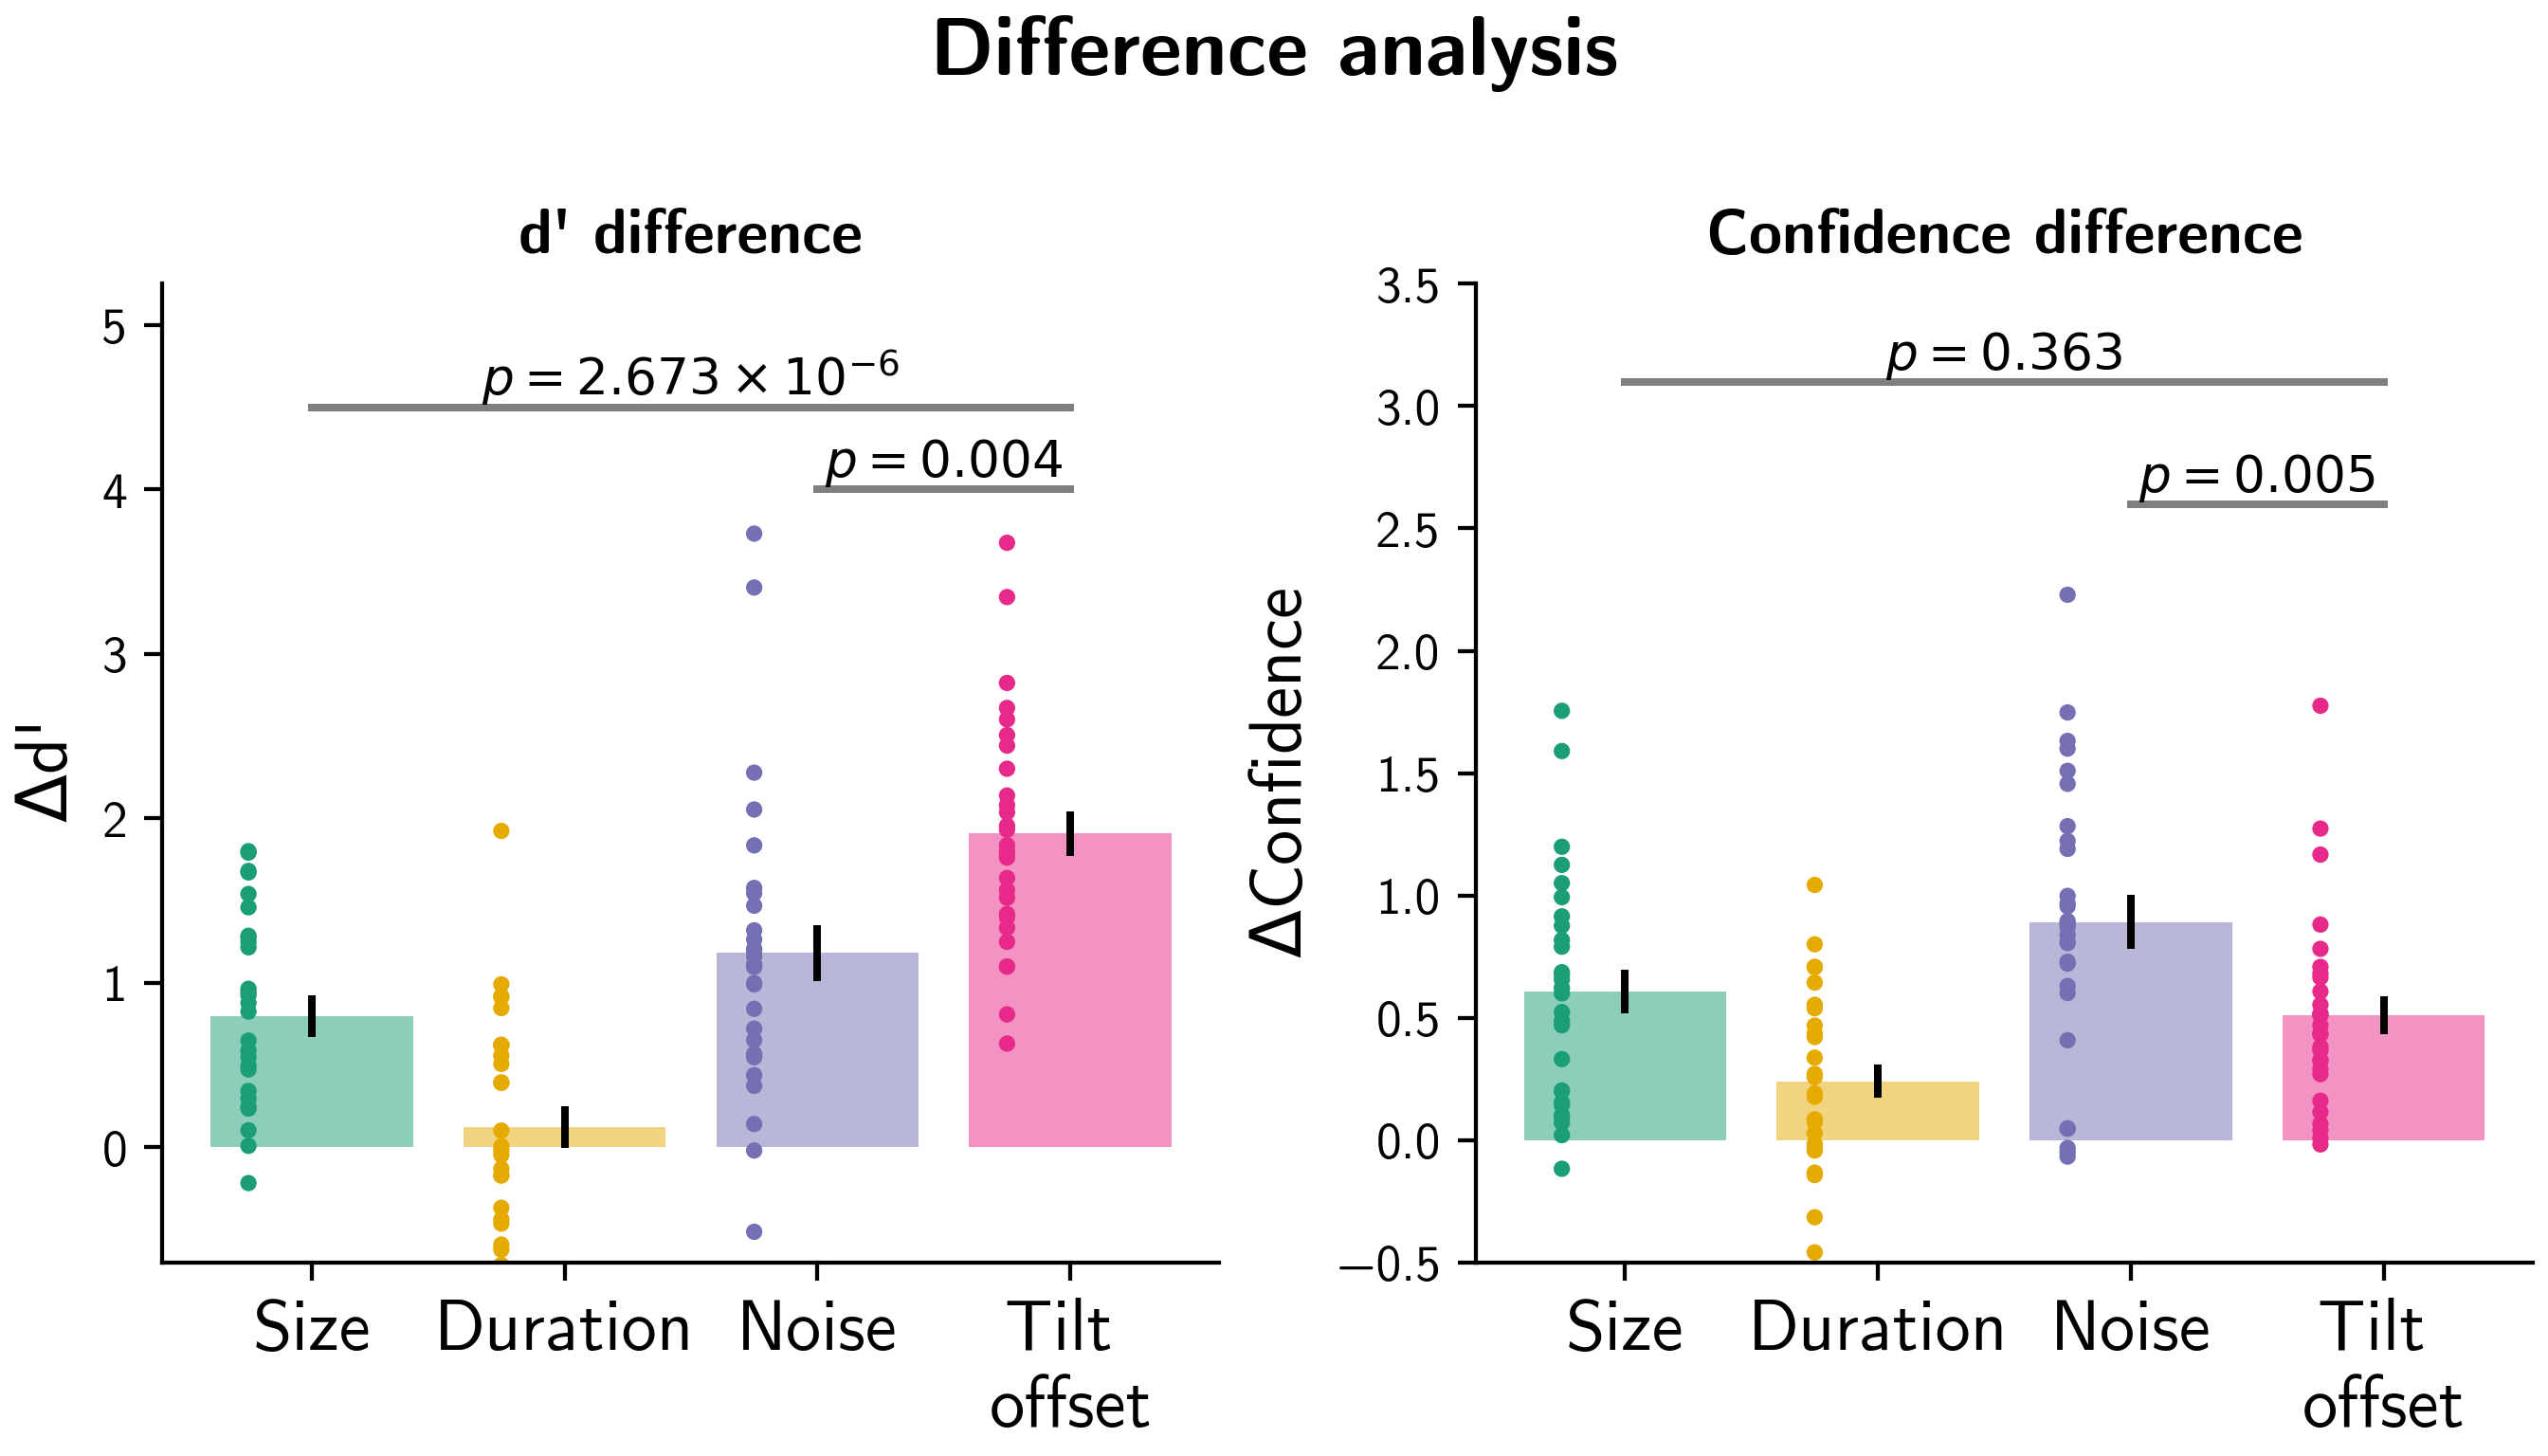 Difference analysis
d' difference
Δd'
5
4
3
2
1
0
p = 2.673 × 10⁻⁶
p = 0.004
Size Duration Noise Tilt
offset
Confidence difference
ΔConfidence
3.5
3.0
2.5
2.0
1.5
1.0
0.5
0.0
−0.5
p = 0.363
p = 0.005
Size Duration Noise Tilt
offset